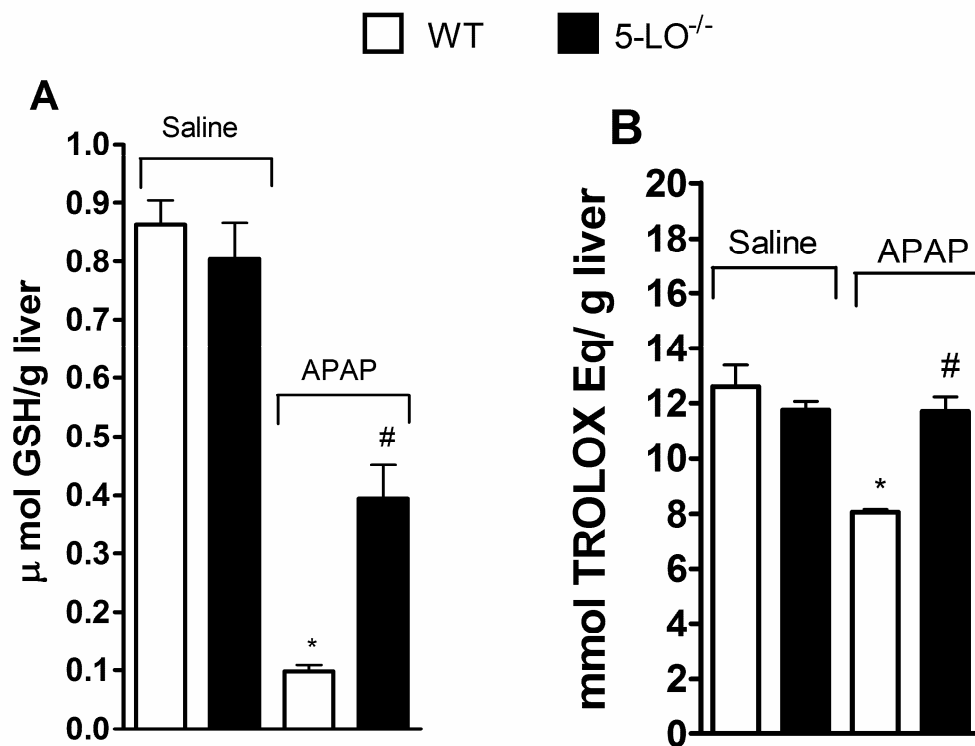 WT
5-LO-/-
A
Saline
1.0
0.9
0.8
0.7
0.6
0.5
0.4
0.3
0.2
0.1
0.0
μ mol GSH/g liver
APAP
#
*
B
20
18
16
14
12
10
8
6
4
2
0
mmol TROLOX Eq/ g liver
Saline
APAP
#
*